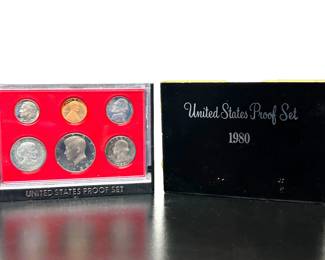 UNITED STATES PROOF SET
United States Proof Set
1980